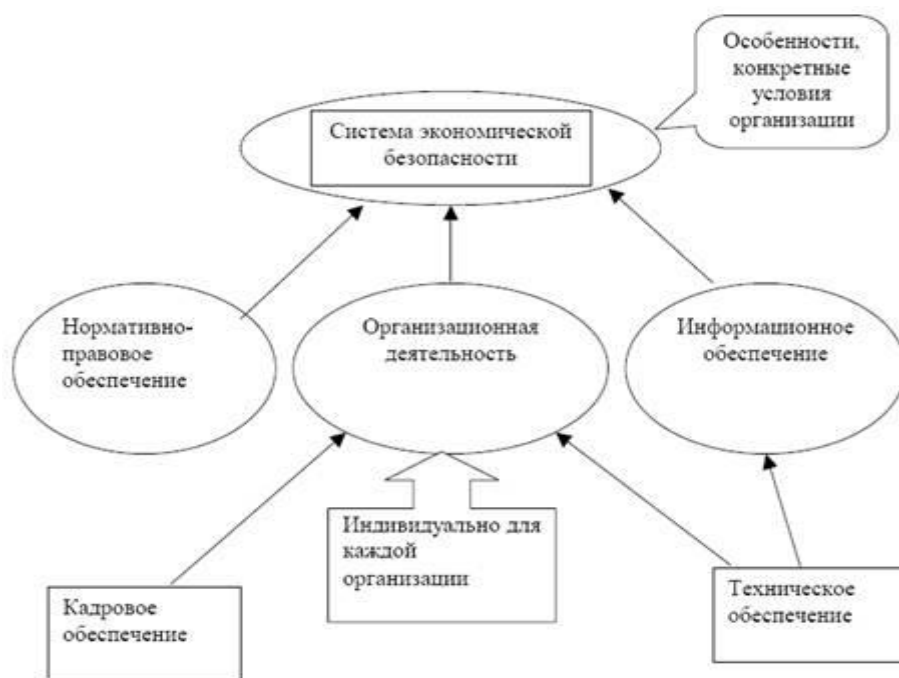 Особенности,
конкретные
условия
организации
Система экономической
безопасности
Нормативно-
правовое
обеспечение
Организационная
деятельность
Информационное
обеспечение
Индивидуально для
каждой
организации
Кадровое
обеспечение
Техническое
обеспечение